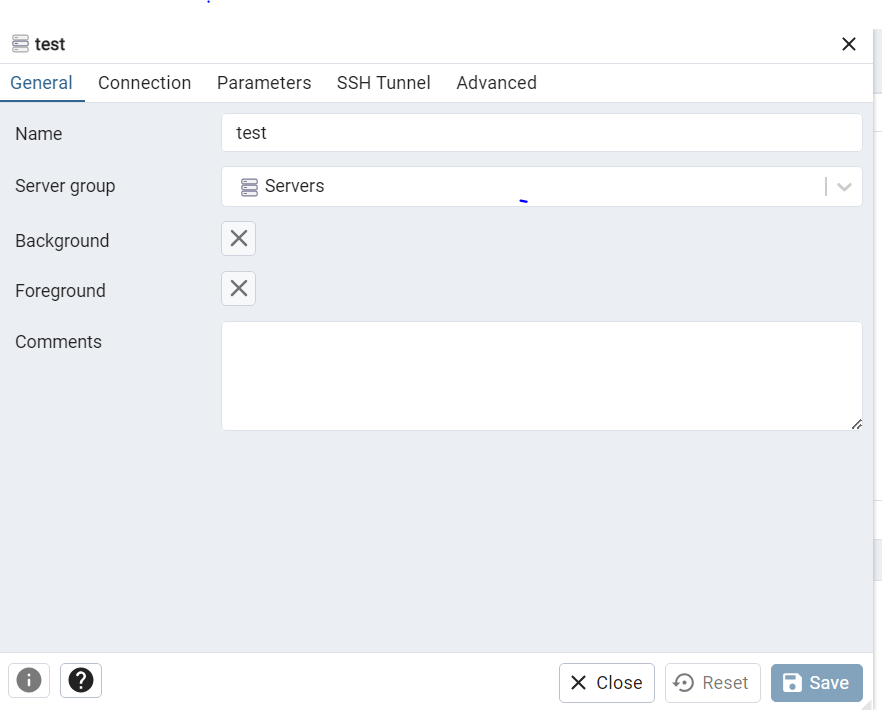 test
General Connection Parameters SSH Tunnel Advanced
Name test
Server group Servers
Background
Foreground
Comments
Close Reset Save